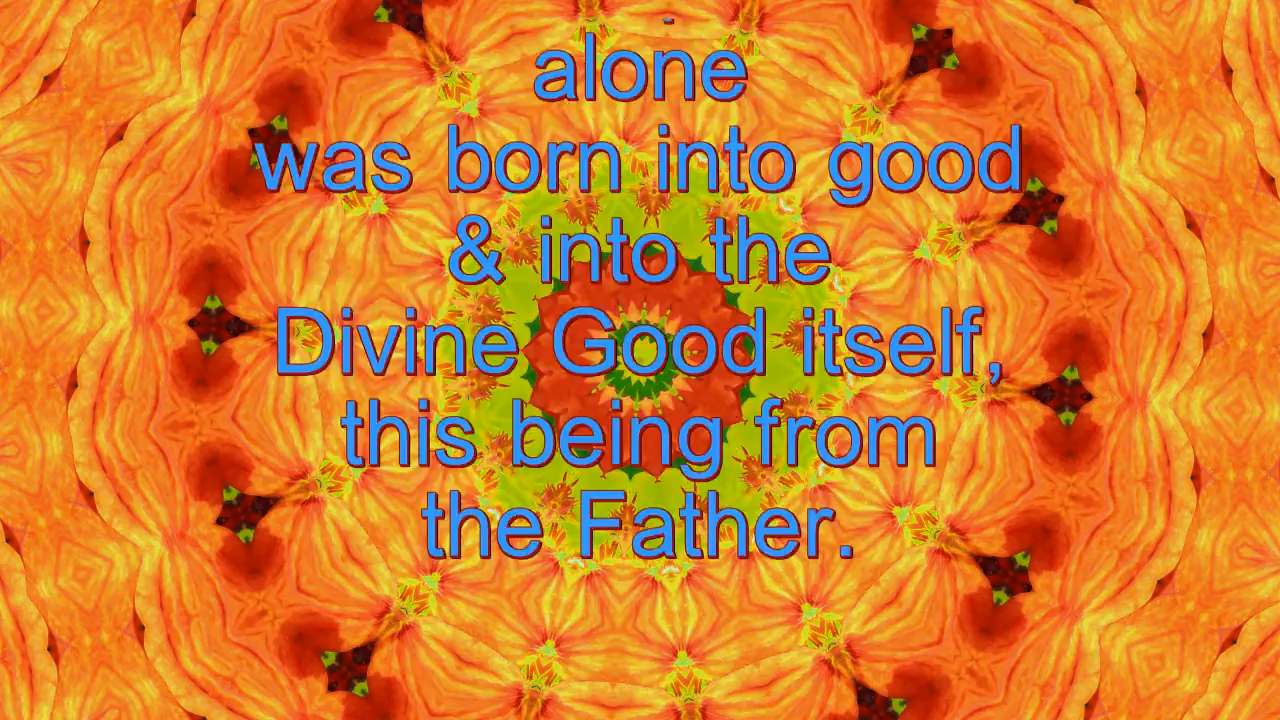 alone
was born into good
& into the
Divine Good itself,
this being from
the Father.